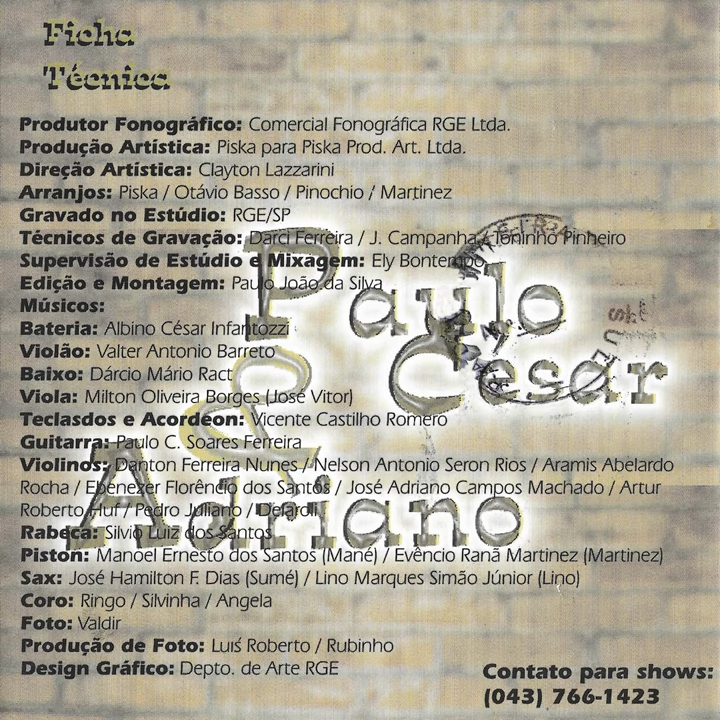 Ficha
Técnica
Produtor Fonográfico: Comercial Fonográfica RGE Ltda.
Produção Artística: Piska para Piska Prod. Art. Ltda.
Direção Artística: Clayton Lazzarini
Arranjos: Piska / Otávio Basso / Pinochio / Martinez
Gravado no Estúdio: RGE/SP
Técnicos de Gravação: Darci Ferreira / J. Campanha / Toninho Pinheiro
Supervisão de Estúdio e Mixagem: Ely Bontempo
Edição e Montagem: Paulo João da Silva
Músicos:
Bateria: Albino César Infantozzi
Violão: Valter Antonio Barreto
Baixo: Dárcio Mário Ract
Viola: Milton Oliveira Borges (José Vitor)
Teclasdos e Acordeon: Vicente Castilho Romero
Guitarra: Paulo C. Soares Ferreira
Violinos: Danton Ferreira Nunes / Nelson Antonio Seron Rios / Aramis Abelardo
Rocha / Ebenezer Florêncio dos Santos / José Adriano Campos Machado / Artur
Roberto Huf / Pedro Juliano / Delaroli
Rabeca: Silvio Luiz dos Santos
Piston: Manoel Ernesto dos Santos (Mané) / Evêncio Ranã Martinez (Martinez)
Sax: José Hamilton F. Dias (Sumé) / Lino Marques Simão Júnior (Lino)
Coro: Ringo / Silvinha / Angela
Foto: Valdir
Produção de Foto: Luís Roberto / Rubinho
Design Gráfico: Depto. de Arte RGE
Paulo
César
&
Adriano
Contato para shows:
(043) 766-1423